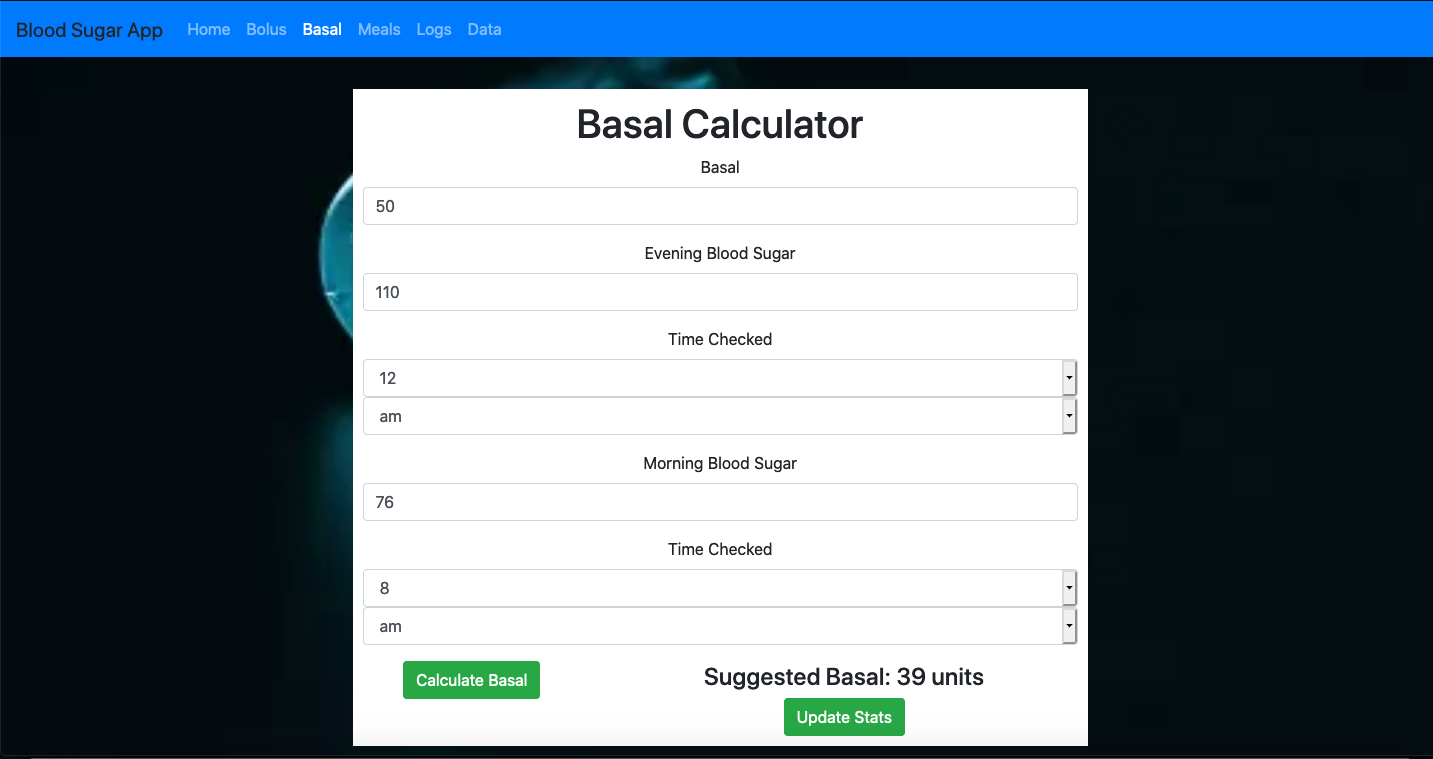 Blood Sugar App Home Bolus Basal Meals Logs Data
Basal Calculator
Basal
50
Evening Blood Sugar
110
Time Checked
12
am
Morning Blood Sugar
76
Time Checked
8
am
Calculate Basal
Suggested Basal: 39 units
Update Stats